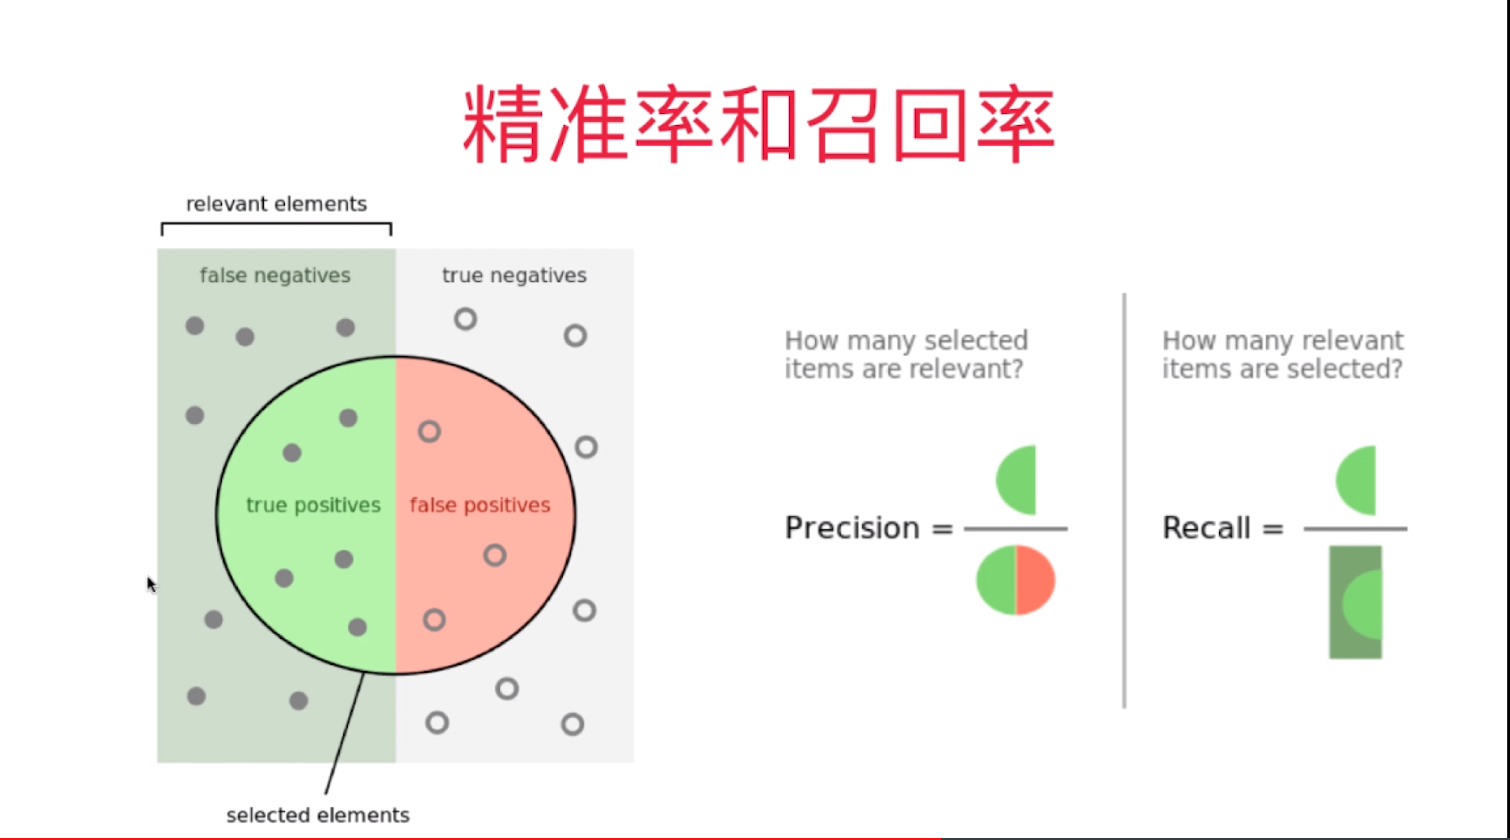 精准率和召回率
relevant elements
false negatives
true negatives
true positives
false positives
selected elements
How many selected
items are relevant?
Precision =
How many relevant
items are selected?
Recall =